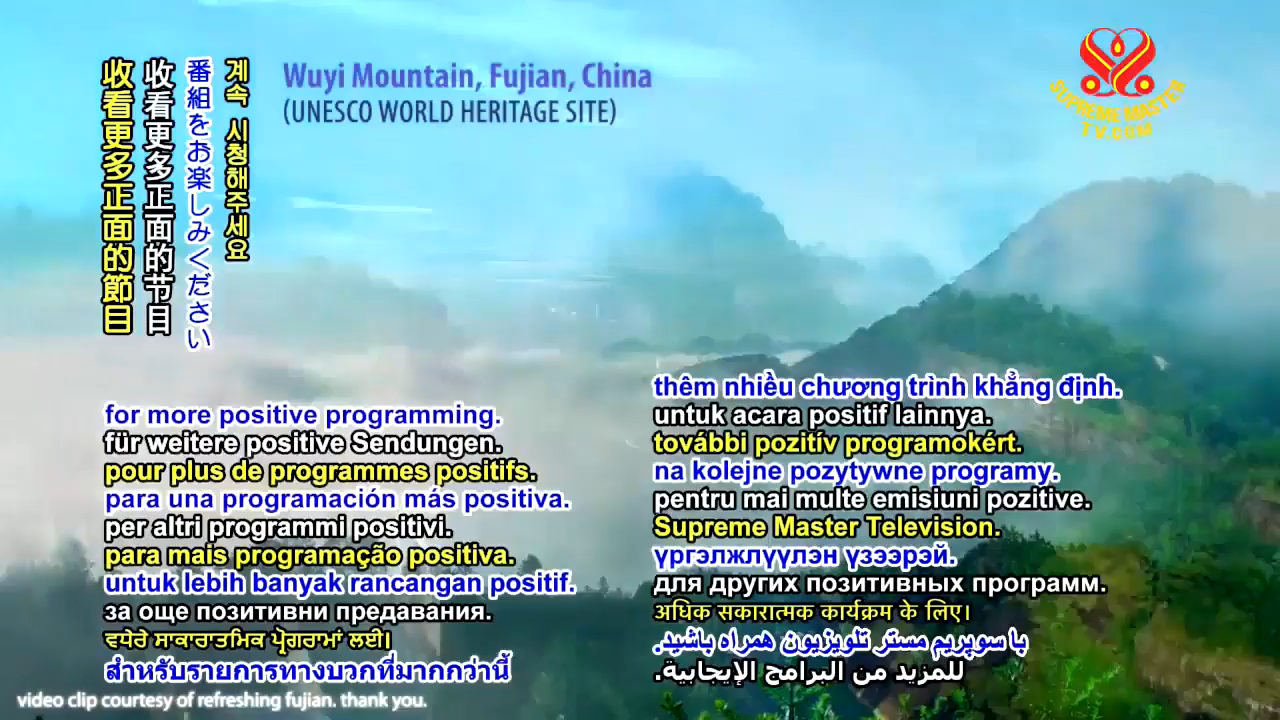 收看更多正面的節目
收看更多正面的节目
番組をお楽しみください
계속 시청해주세요
Wuyi Mountain, Fujian, China
(UNESCO WORLD HERITAGE SITE)
SUPREME MASTER
TV.COM
for more positive programming.
für weitere positive Sendungen.
pour plus de programmes positifs.
para una programación más positiva.
per altri programmi positivi.
para mais programação positiva.
untuk lebih banyak rancangan positif.
за още позитивни предавания.
ਵਧੇਰੇ ਸਾਕਾਰਾਤਮਿਕ ਪ੍ਰੋਗਰਾਮਾਂ ਲਈ।
สำหรับรายการทางบวกที่มากกว่านี้
thêm nhiều chương trình khẳng định.
untuk acara positif lainnya.
további pozitív programokért.
na kolejne pozytywne programy.
pentru mai multe emisiuni pozitive.
Supreme Master Television.
үргэлжлүүлэн үзээрэй.
для других позитивных программ.
अधिक सकारात्मक कार्यक्रम के लिए।
با سوپریم مستر تلویزیون همراه باشید.
للمزيد من البرامج الإيجابية.
video clip courtesy of refreshing fujian. thank you.